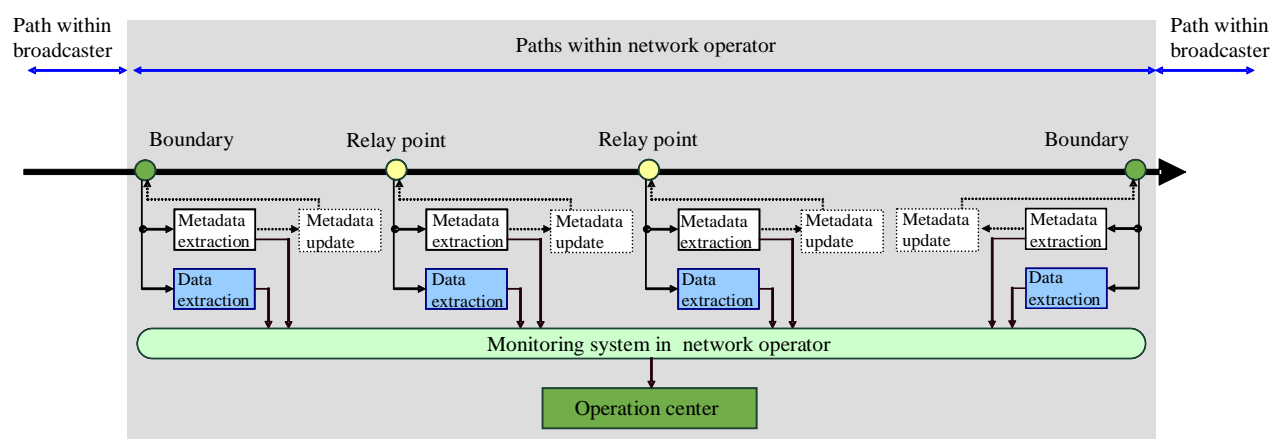 Path within
broadcaster
Paths within network operator
Path within
broadcaster
Boundary
Relay point
Relay point
Boundary
Metadata
extraction
Metadata
update
Metadata
extraction
Metadata
update
Metadata
extraction
Metadata
update
Metadata
update
Metadata
extraction
Data
extraction
Data
extraction
Data
extraction
Data
extraction
Monitoring system in network operator
Operation center